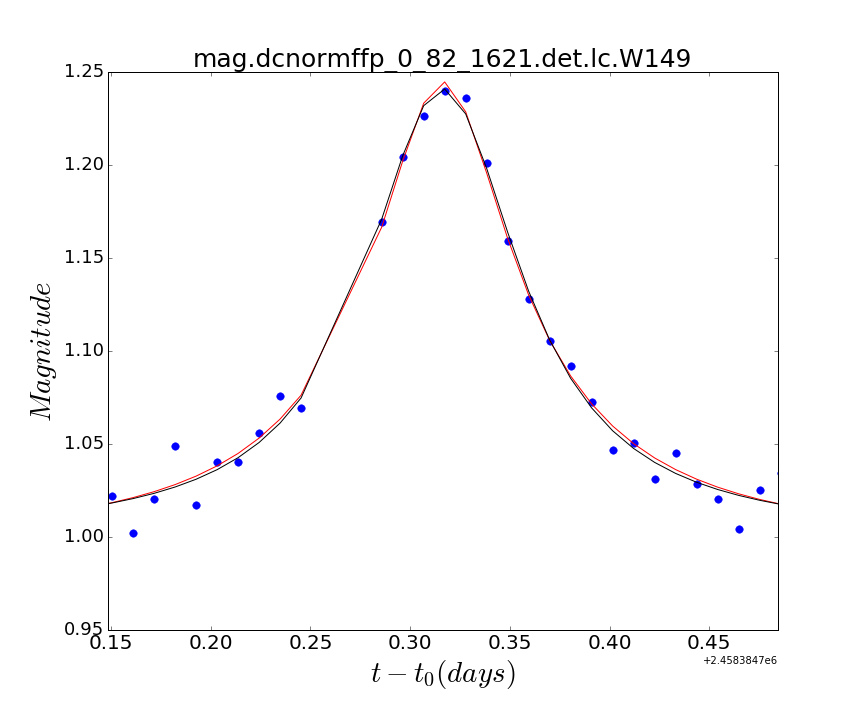 mag.dcnormffp_0_82_1621.det.lc.W149
1.25
1.20
1.15
1.10
1.05
1.00
0.95
Magnitude
0.15 0.20 0.25 0.30 0.35 0.40 0.45
+2.4583847e6
t − t₀(days)